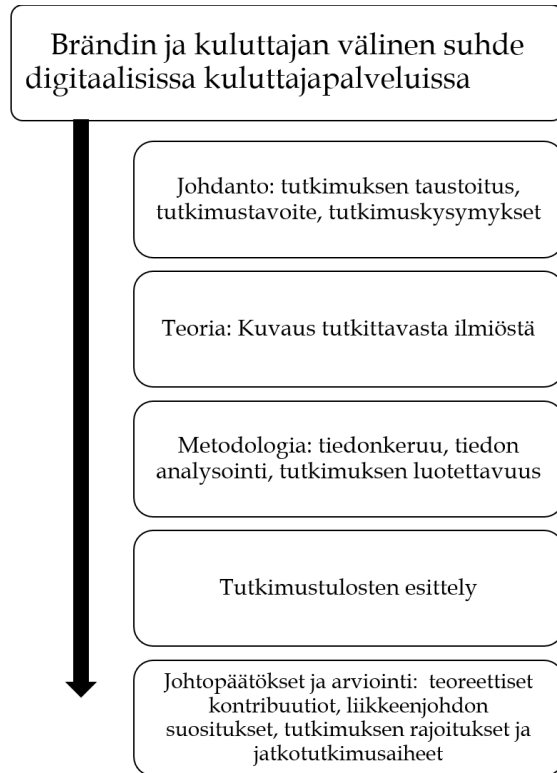 Brändin ja kuluttajan välinen suhde
digitaalisissa kuluttajapalveluissa
Johdanto: tutkimuksen taustoitus,
tutkimustavoite, tutkimuskysymykset
Teoria: Kuvaus tutkittavasta ilmiöstä
Metodologia: tiedonkeruu, tiedon
analysointi, tutkimuksen luotettavuus
Tutkimustulosten esittely
Johtopäätökset ja arviointi: teoreettiset
kontribuutiot, liikkeenjohdon
suositukset, tutkimuksen rajoitukset ja
jatkotutkimusaiheet